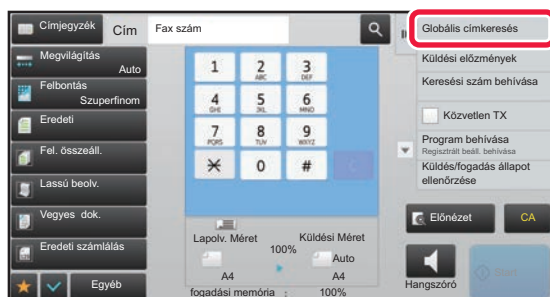 Címjegyzék
Cím
Fax szám
Globális címkeresés
Megvilágítás
Auto
Felbontás
Szuperfinom
Eredeti
Fel. összeáll.
Lassú beolv.
Vegyes dok.
Eredeti számlálás
Egyéb
1
2
ABC
3
DEF
4
GHI
5
JKL
6
MNO
7
PQRS
8
TUV
9
WXYZ
0
#
Lapolv. Méret
100%
Küldési Méret
Auto
A4
A4
fogadási memória : 100%
Küldési előzmények
Keresési szám behívása
Közvetlen TX
Program behívása
Regisztrált beáll. behívása
Küldés/fogadás állapot
ellenőrzése
Előnézet
CA
Hangszóró
Start